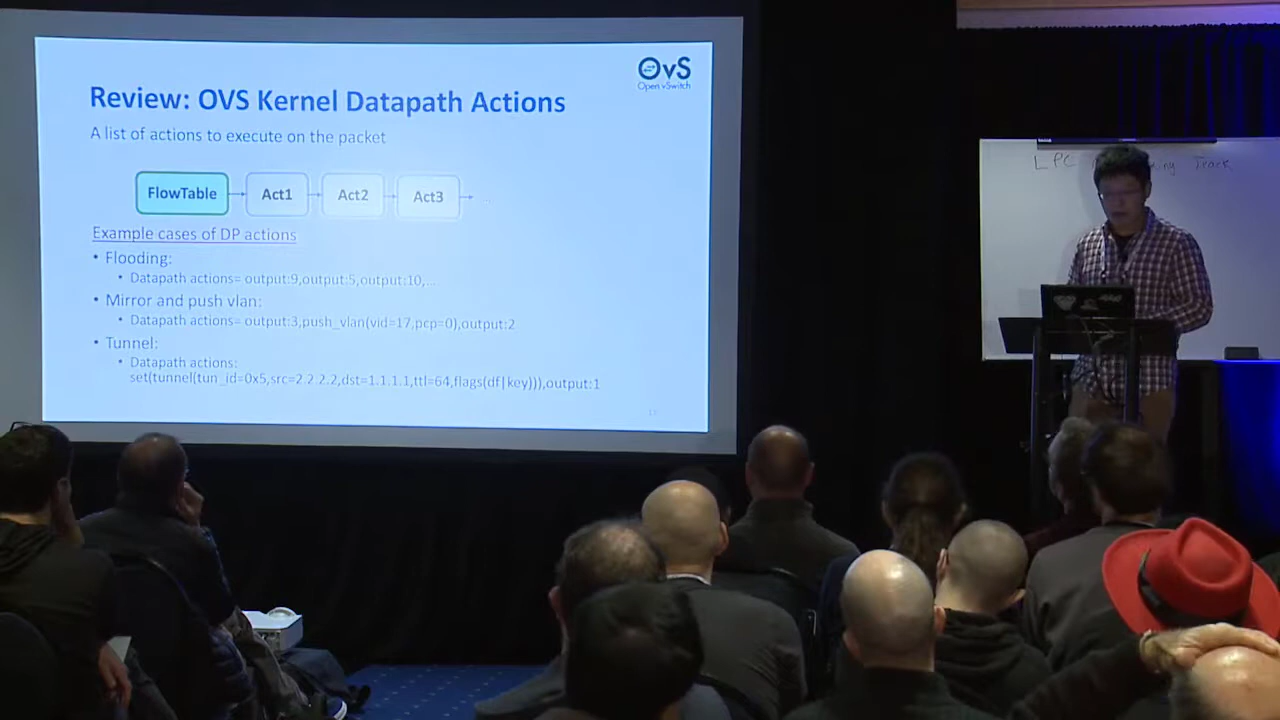 OvS
Open vSwitch
Review: OVS Kernel Datapath Actions
A list of actions to execute on the packet
FlowTable Act1 Act2 Act3
Example cases of DP actions
• Flooding:
• Datapath actions= output:9,output:5,output:10,...
• Mirror and push vlan:
• Datapath actions= output:3,push_vlan(vid=17,pcp=0),output:2
• Tunnel:
• Datapath actions:
set(tunnel(tun_id=0x5,src=2.2.2.2,dst=1.1.1.1,ttl=64,flags(df|key))),output:1
LPC Track